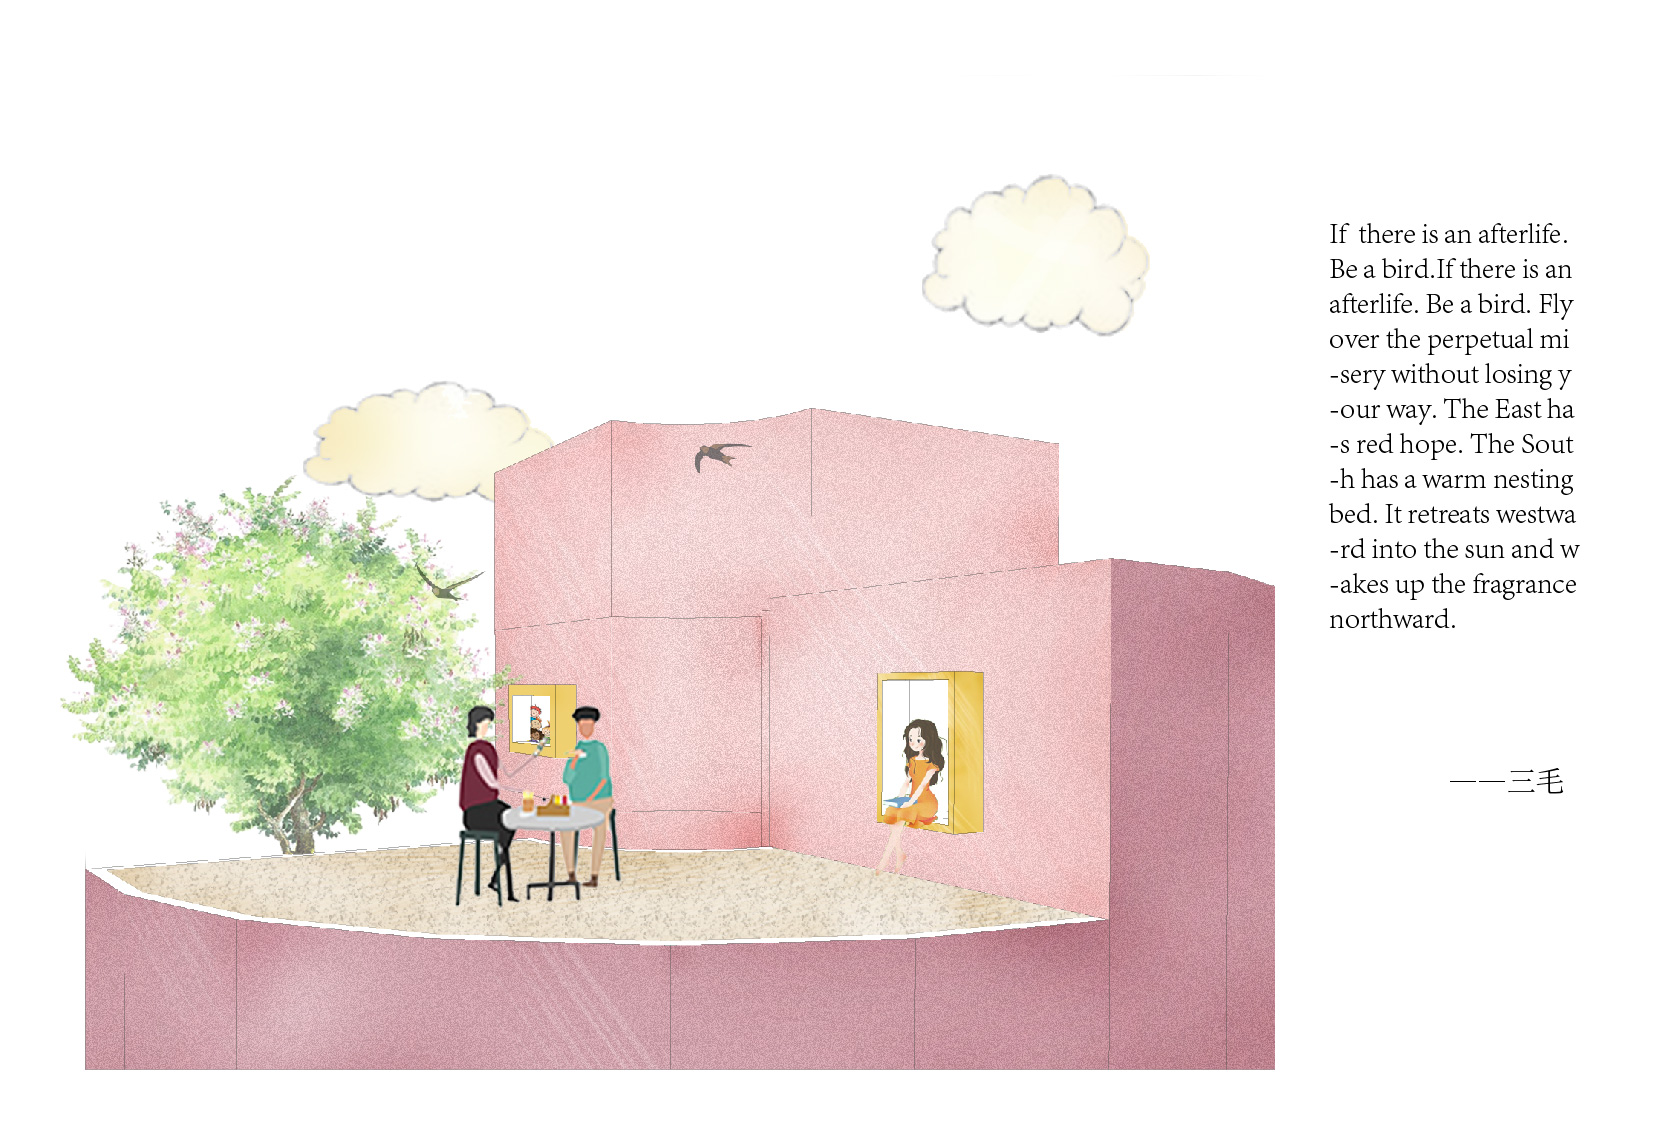 If  there is an afterlife.
Be a bird.If there is an
afterlife. Be a bird. Fly
over the perpetual mi
-sery without losing y
-our way. The East ha
-s red hope. The Sout
-h has a warm nesting
bed. It retreats westwa
-rd into the sun and w
-akes up the fragrance
northward.
——三毛